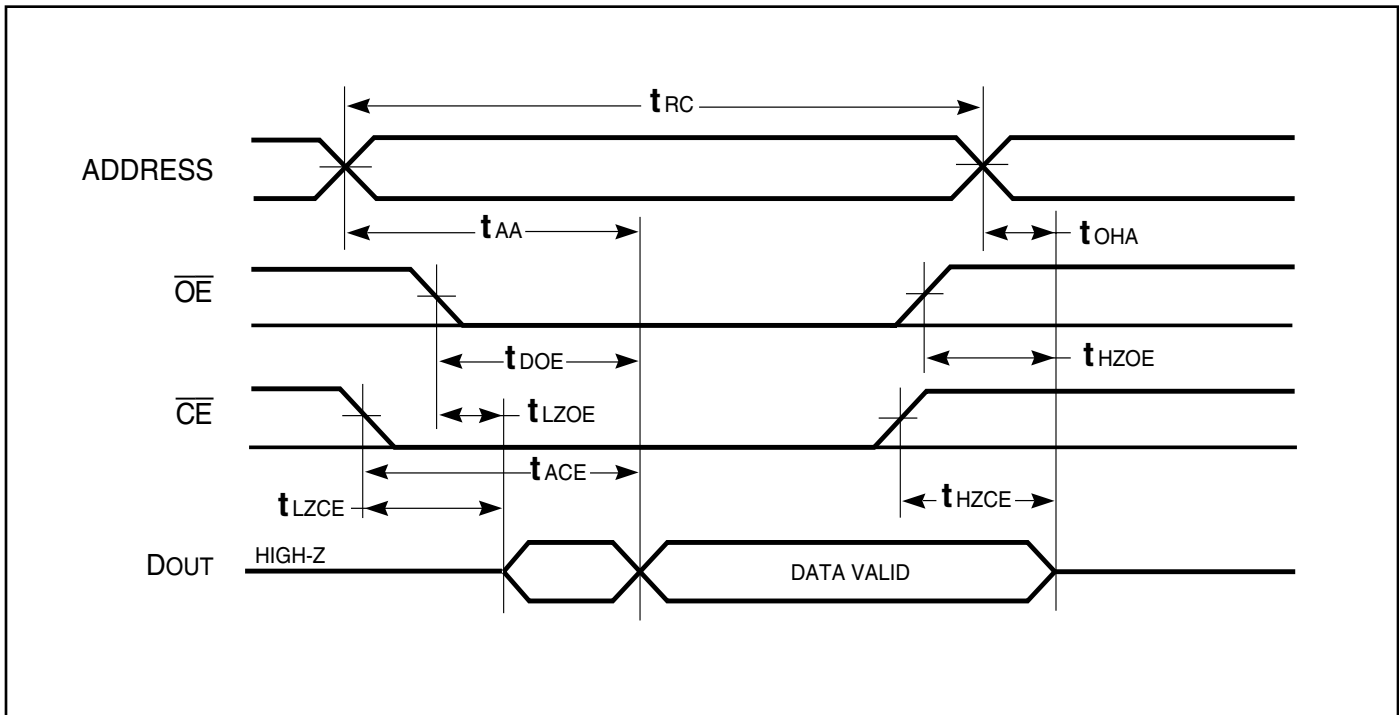 tRC
ADDRESS
tAA
tOHA
OE
tDOE
tHZOE
CE
tLZOE
tACE
tLZCE
tHZCE
DOUT HIGH-Z DATA VALID